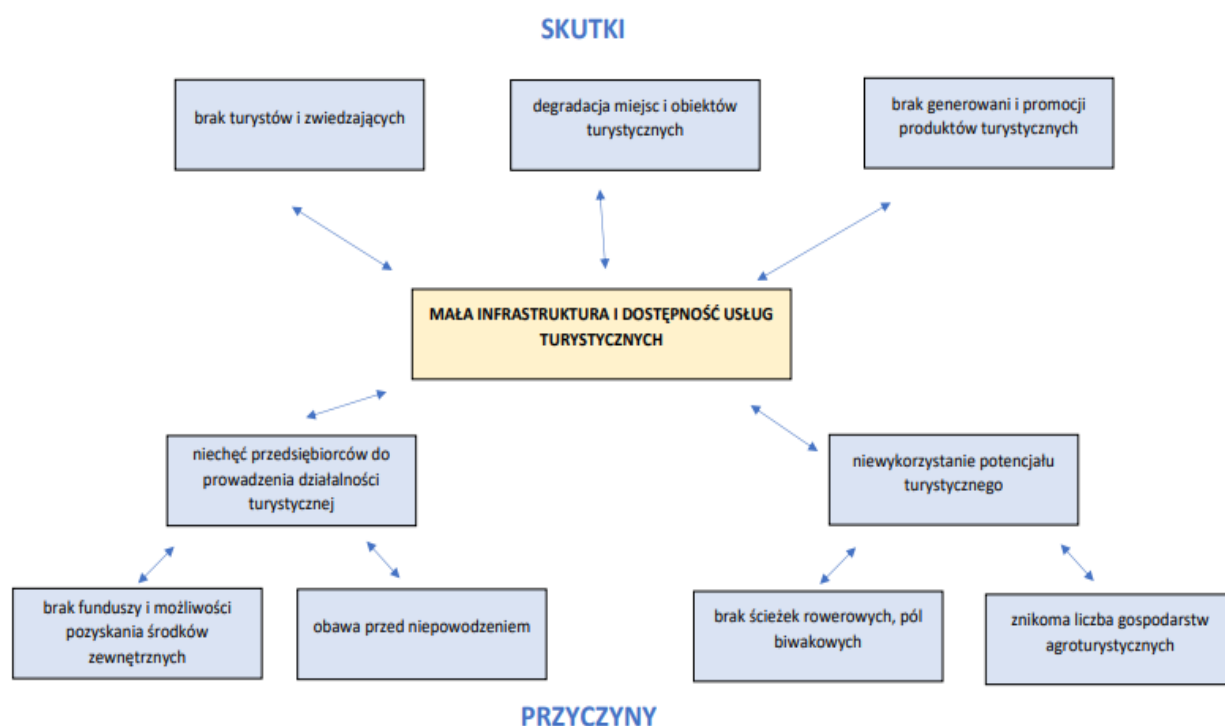 SKUTKI
brak turystów i zwiedzających
degradacja miejsc i obiektów
turystycznych
brak generowani i promocji
produktów turystycznych
MAŁA INFRASTRUKTURA I DOSTĘPNOŚĆ USŁUG
TURYSTYCZNYCH
niechęć przedsiębiorców do
prowadzenia działalności
turystycznej
niewykorzystanie potencjału
turystycznego
brak funduszy i możliwości
pozyskania środków
zewnętrznych
obawa przed niepowodzeniem
brak ścieżek rowerowych, pól
biwakowych
znikoma liczba gospodarstw
agroturystycznych
PRZYCZYNY